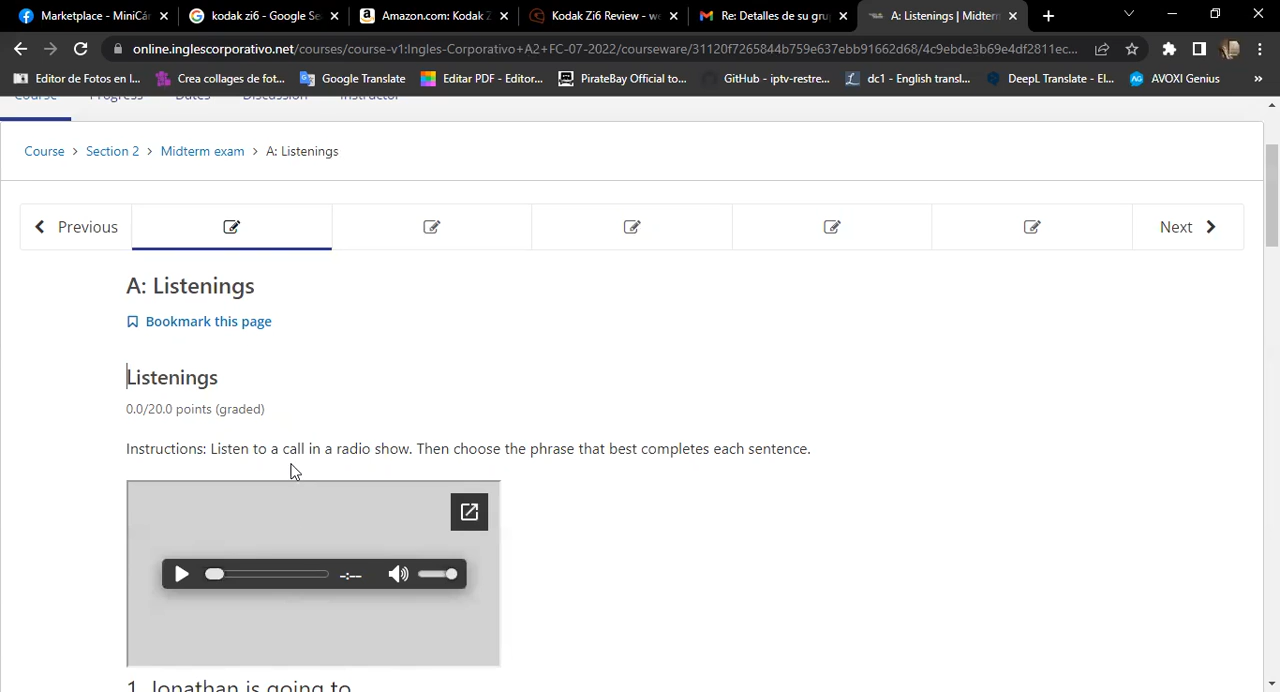 Marketplace - MiniCár
kodak zi6 - Google Se
Amazon.com: Kodak Z
Kodak Zi6 Review - we
Re: Detalles de su gru
A: Listenings | Midterm
online.inglescorporativo.net/courses/course-v1:Ingles-Corporativo+A2+FC-07-2022/courseware/31120f7265844b759e637ebb91662d68/4c9ebde3b69e4df2811ec...
Editor de Fotos en l...
Crea collages de fot...
Google Translate
Editar PDF - Editor...
PirateBay Official to...
GitHub - iptv-restre...
dc1 - English transl...
DeepL Translate - El...
AVOXI Genius
»
Course
Progress
Dates
Discussion
Instructor
Course > Section 2 > Midterm exam > A: Listenings
Previous
Next
A: Listenings
Bookmark this page
Listenings
0.0/20.0 points (graded)
Instructions: Listen to a call in a radio show. Then choose the phrase that best completes each sentence.
-:--
1. Jonathan is going to